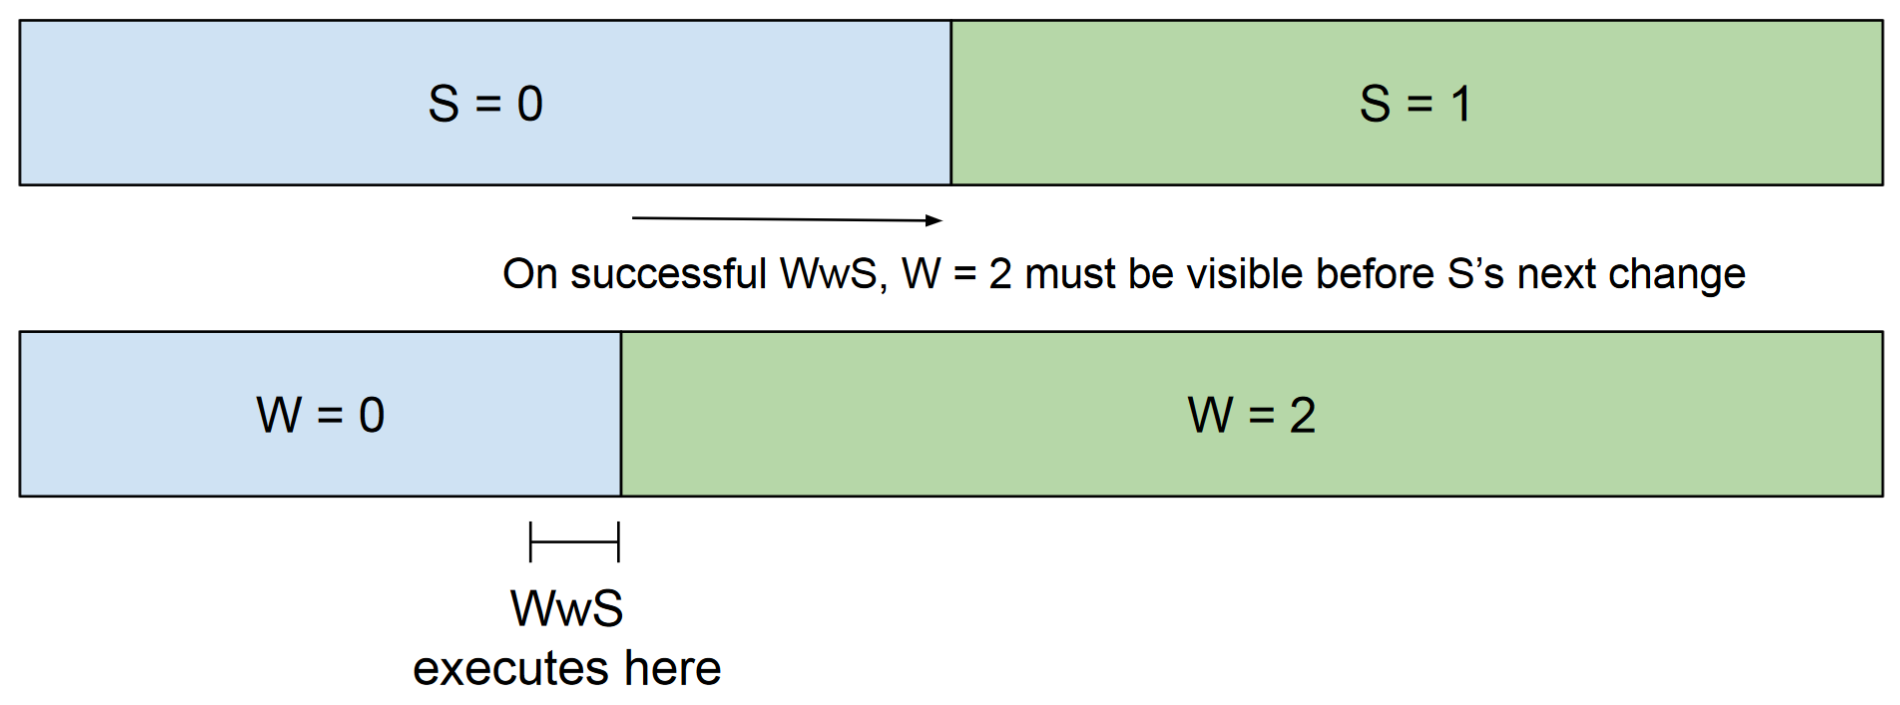 S = 0
S = 1
On successful WwS, W = 2 must be visible before S’s next change
W = 0
W = 2
WwS
executes here